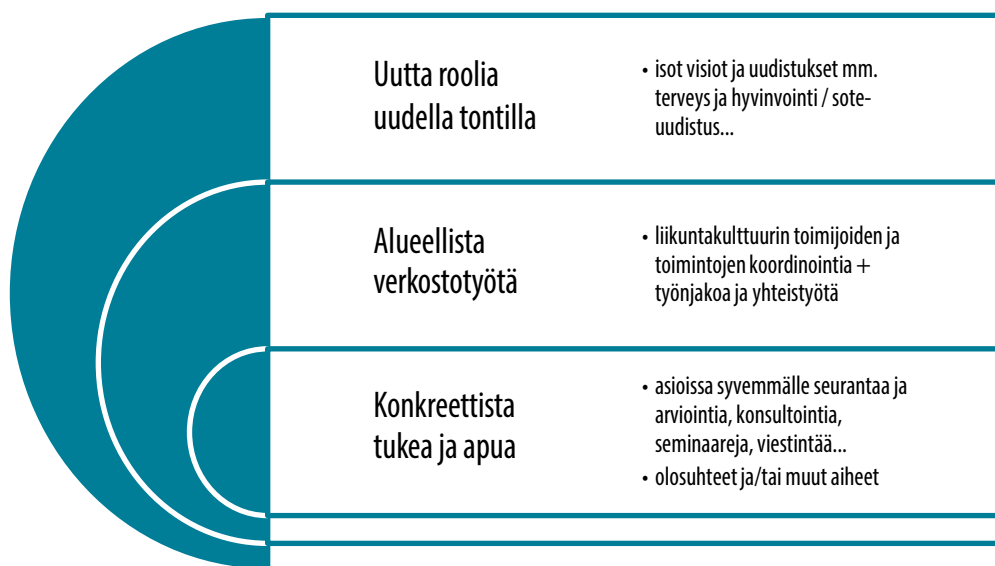 Uutta roolia
uudella tontilla
• isot visiot ja uudistukset mm.
terveys ja hyvinvointi / sote-
uudistus...
Alueellista
verkostotyötä
• liikuntakulttuurin toimijoiden ja
toimintojen koordinointia +
työnjakoa ja yhteistyötä
Konkreettista
tukea ja apua
• asioissa syvemmälle seurantaa ja
arviointia, konsultointia,
seminaareja, viestintää...
• olosuhteet ja/tai muut aiheet